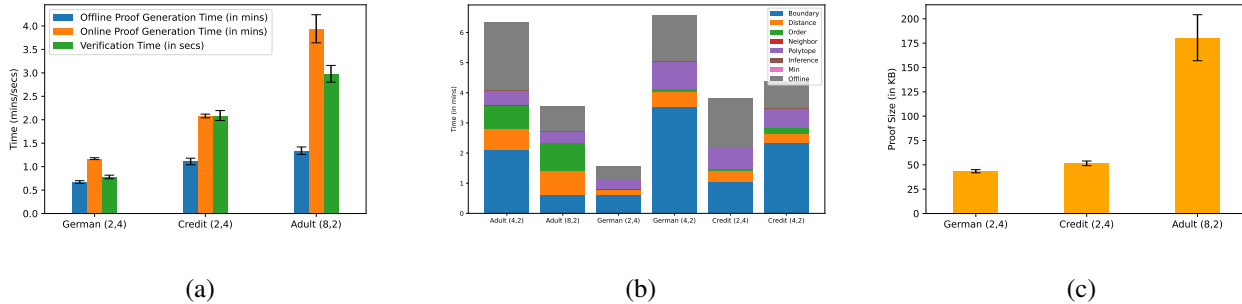 Offline Proof Generation Time (in mins)
Online Proof Generation Time (in mins)
Verification Time (in secs)
Time (mins/secs)
4.0
3.5
3.0
2.5
2.0
1.5
1.0
0.5
0.0
German (2,4)
Credit (2,4)
Adult (8,2)
(a)
Boundary
Distance
Order
Neighbor
Polytope
Inference
Min
Offline
Time (in mins)
6
5
4
3
2
1
0
Adult (4,2)
Adult (8,2)
German (2,4)
German (4,2)
Credit (2,4)
Credit (4,2)
(b)
Proof Size (in KB)
200
175
150
125
100
75
50
25
0
German (2,4)
Credit (2,4)
Adult (8,2)
(c)